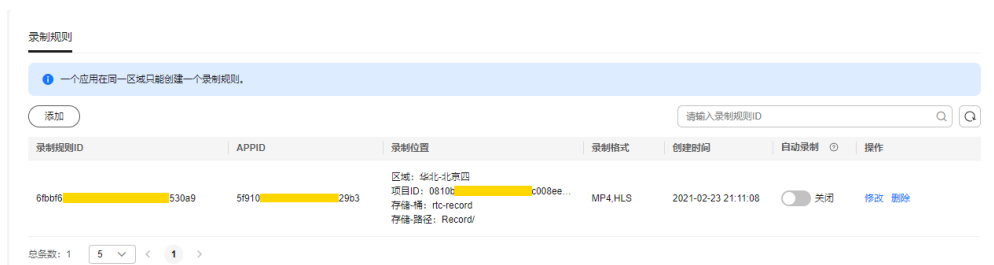 录制规则
一个应用在同一区域只能创建一个录制规则。
添加
请输入录制规则ID
录制规则ID APPID 录制位置 录制格式 创建时间 自动录制 操作
区域：华北-北京四
项目ID：0810b c008ee...
6fbbf6 530a9 5f910 29b3 MP4,HLS 2021-02-23 21:11:08 关闭 修改 删除
存储-桶：rtc-record
存储-路径：Record/
总条数：1 5 1